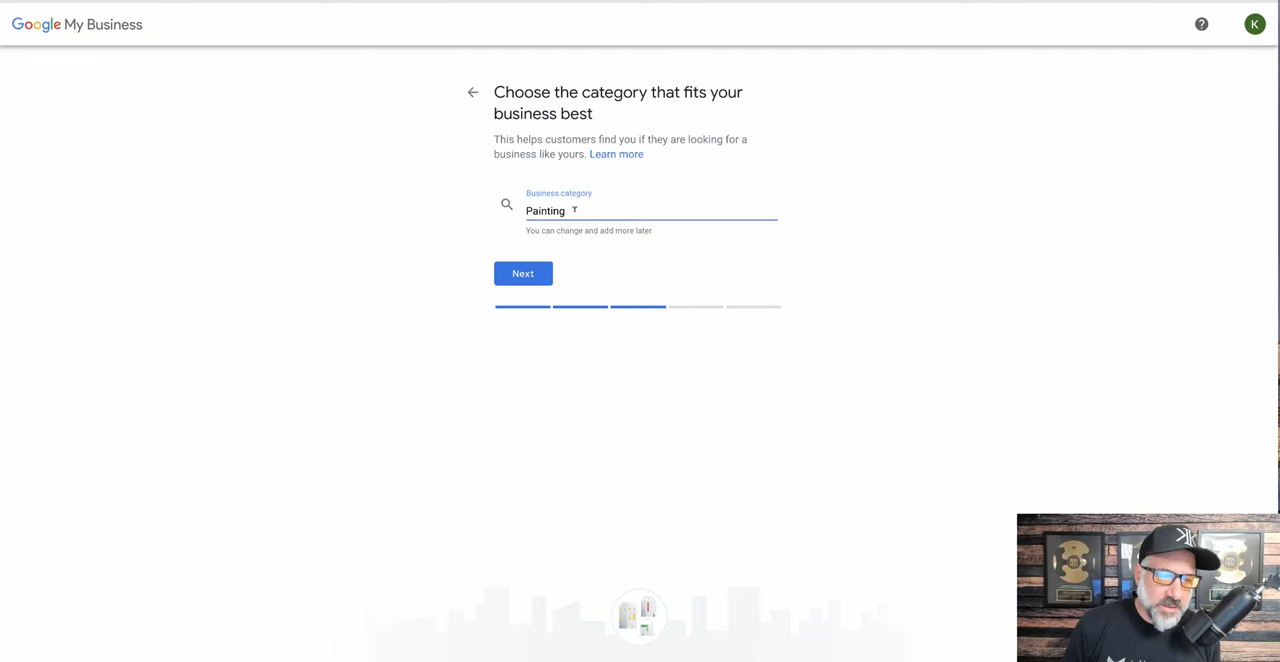 Google My Business
K
Choose the category that fits your
business best
This helps customers find you if they are looking for a
business like yours. Learn more
Business category
Painting
You can change and add more later
Next